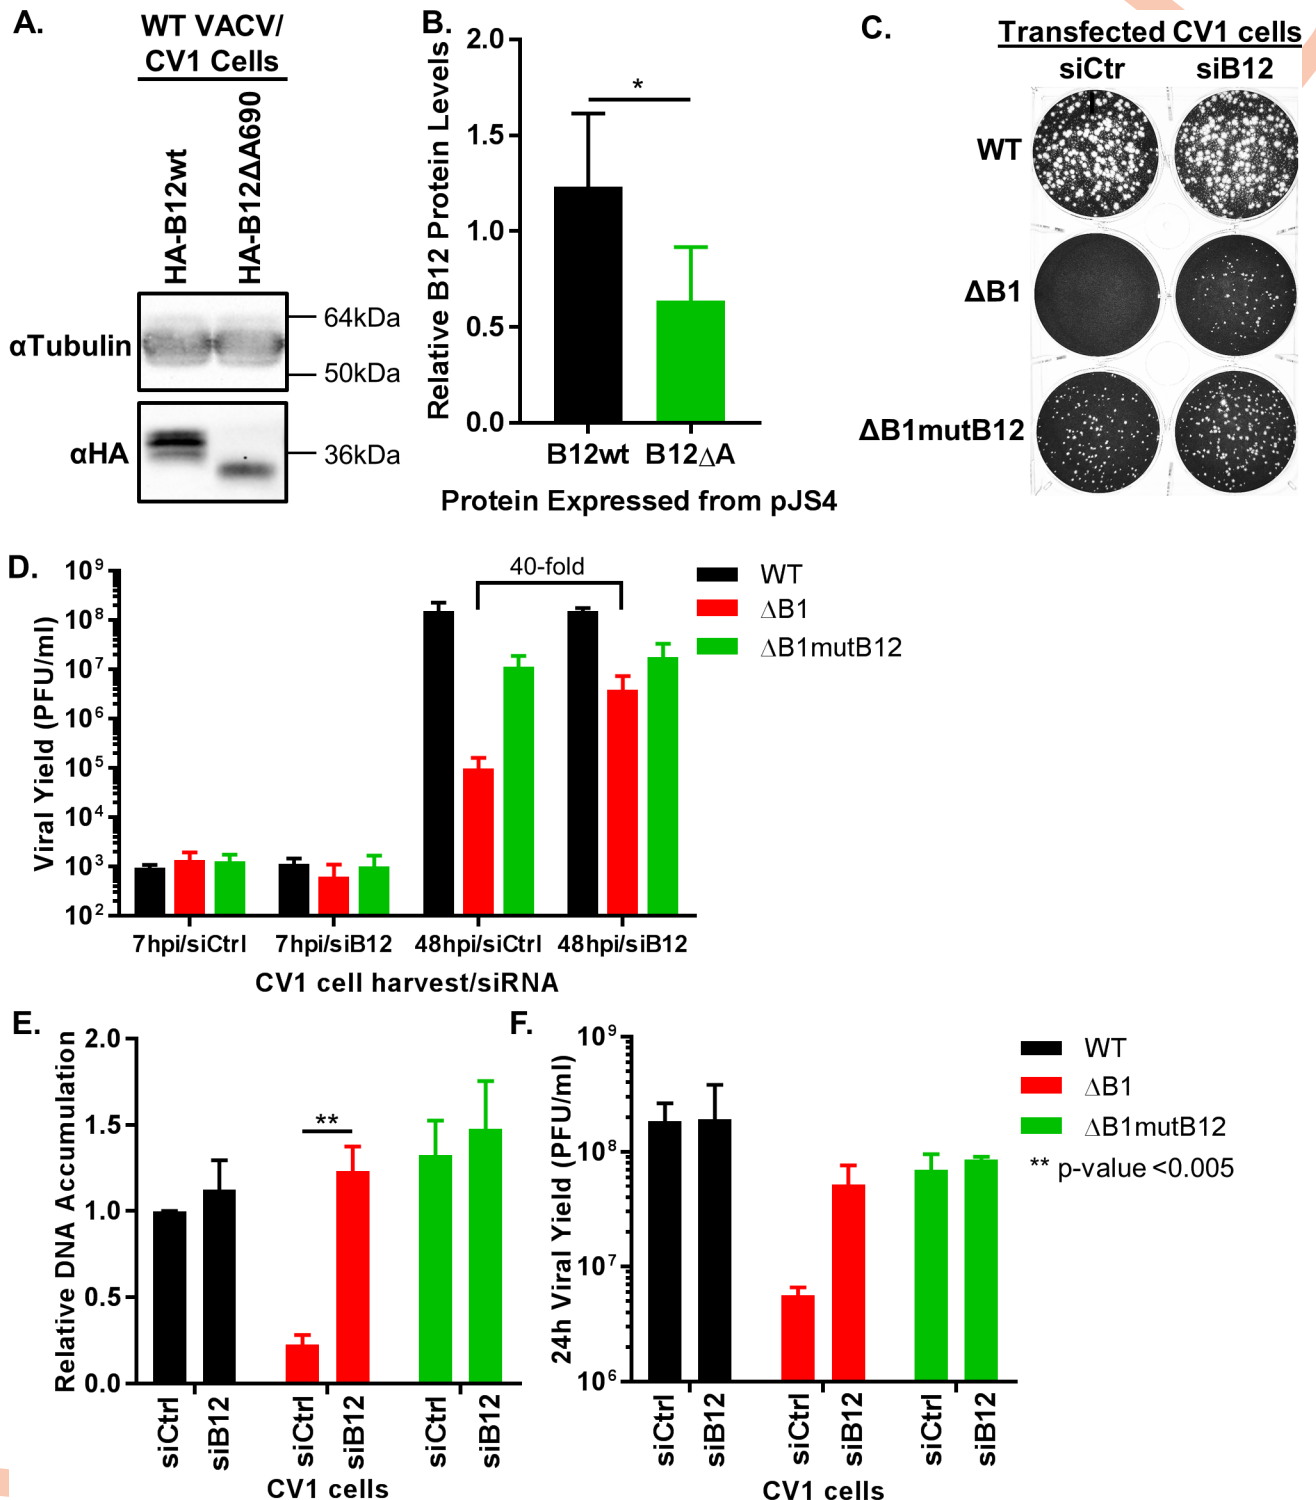 A.
WT VACV/
CV1 Cells
HA-B12wt
HA-B12ΔA690
αTubulin
64kDa
50kDa
αHA
36kDa
B.
Relative B12 Protein Levels
2.0
1.5
1.0
0.5
0.0
*
B12wt B12ΔA
Protein Expressed from pJS4
C.
Transfected CV1 cells
siCtr siB12
WT
ΔB1
ΔB1mutB12
D.
Viral Yield (PFU/ml)
10⁹
10⁸
10⁷
10⁶
10⁵
10⁴
10³
10²
40-fold
WT
ΔB1
ΔB1mutB12
7hpi/siCtrl 7hpi/siB12 48hpi/siCtrl 48hpi/siB12
CV1 cell harvest/siRNA
E.
Relative DNA Accumulation
2.0
1.5
1.0
0.5
0.0
**
siCtrl siB12 siCtrl siB12 siCtrl siB12
CV1 cells
F.
24h Viral Yield (PFU/ml)
10⁹
10⁸
10⁷
10⁶
siCtrl siB12 siCtrl siB12 siCtrl siB12
CV1 cells
WT
ΔB1
ΔB1mutB12
** p-value <0.005